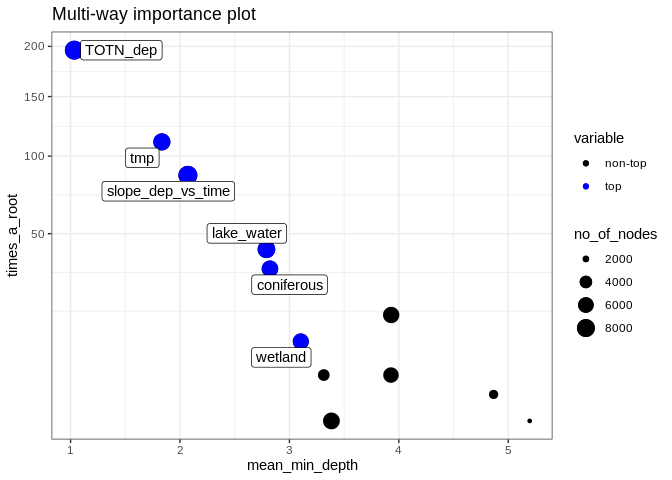 Multi-way importance plot
200
150
100
50
times_a_root
TOTN_dep
tmp
slope_dep_vs_time
lake_water
coniferous
wetland
1
2
3
4
5
mean_min_depth
variable
non-top
top
no_of_nodes
2000
4000
6000
8000